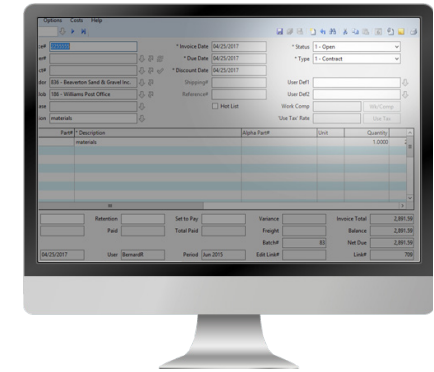 Options Costs Help
* Invoice Date 04/25/2017 * Status 1 - Open
* Due Date 04/25/2017 * Type 1 - Contract
* Discount Date 04/25/2017
836 - Beaverton Sand & Gravel Inc. Shipping# User Def1
186 - Williams Post Office Reference# User Def2
Hot List Work Comp Wk/Comp
materials 'Use Tax' Rate Use Tax
Part# * Description Alpha Part# Unit Quantity
materials 1.0000
Retention Set to Pay Variance Invoice Total 2,891.59
Paid Total Paid Freight Balance 2,891.59
Batch# 83 Net Due 2,891.59
04/25/2017 User BernardR Period Jun 2015 Edit Link# Link# 708